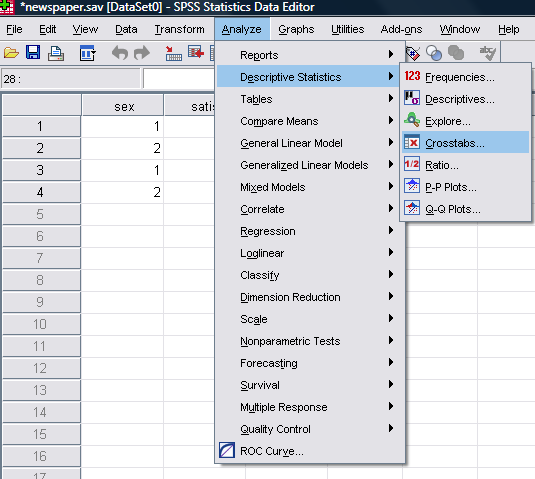 *newspaper.sav [DataSet0] - SPSS Statistics Data Editor
File Edit View Data Transform Analyze Graphs Utilities Add-ons Window Help
28 :
sex satis
1 1
2 2
3 1
4 2
5
6
7
8
9
10
11
12
13
14
15
16
17
Reports
Descriptive Statistics
Tables
Compare Means
General Linear Model
Generalized Linear Models
Mixed Models
Correlate
Regression
Loglinear
Classify
Dimension Reduction
Scale
Nonparametric Tests
Forecasting
Survival
Multiple Response
Quality Control
ROC Curve...
123 Frequencies...
Descriptives...
Explore...
Crosstabs...
1/2 Ratio...
P-P Plots...
Q-Q Plots...